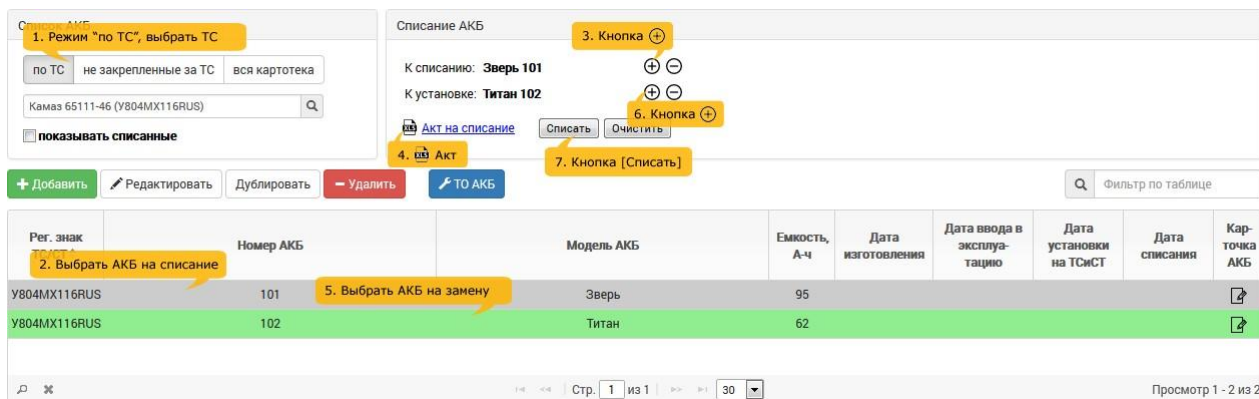 Список АКБ
1. Режим “по ТС”, выбрать ТС
по ТС не закрепленные за ТС вся картотека
Камаз 65111-46 (У804МХ116RUS)
показывать списанные
Списание АКБ
3. Кнопка ⊕
К списанию: Зверь 101
К установке: Титан 102
6. Кнопка ⊕
Акт на списание Списать Очистить
4. XLS Акт
7. Кнопка [Списать]
Добавить Редактировать Дублировать Удалить ТО АКБ
Фильтр по таблице
Рег. знак ТС/СТ
Номер АКБ
Модель АКБ
Емкость,
А-ч
Дата
изготовления
Дата ввода в
эксплуа-
тацию
Дата
установки
на ТСиСТ
Дата
списания
Кар-
точка
АКБ
2. Выбрать АКБ на списание
5. Выбрать АКБ на замену
У804МХ116RUS 101 Зверь 95
У804МХ116RUS 102 Титан 62
Стр. 1 из 1 30
Просмотр 1 - 2 из 2